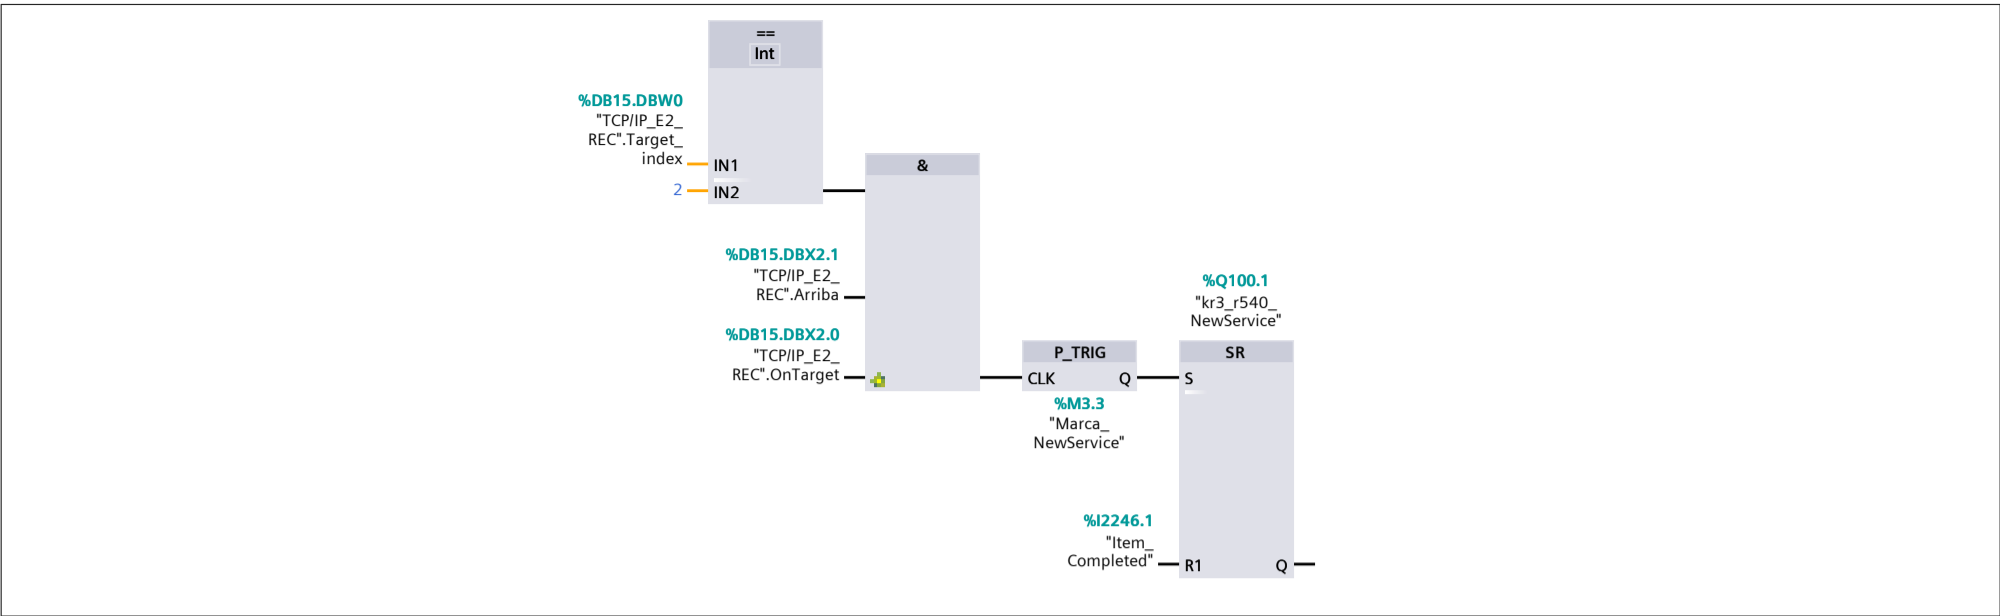 ==
Int
%DB15.DBW0
"TCP/IP_E2_
REC".Target_
index
IN1
2
IN2
&
%DB15.DBX2.1
"TCP/IP_E2_
REC".Arriba
%DB15.DBX2.0
"TCP/IP_E2_
REC".OnTarget
P_TRIG
CLK Q
%M3.3
"Marca_
NewService"
%Q100.1
"kr3_r540_
NewService"
SR
S
%I2246.1
"Item_
Completed"
R1 Q